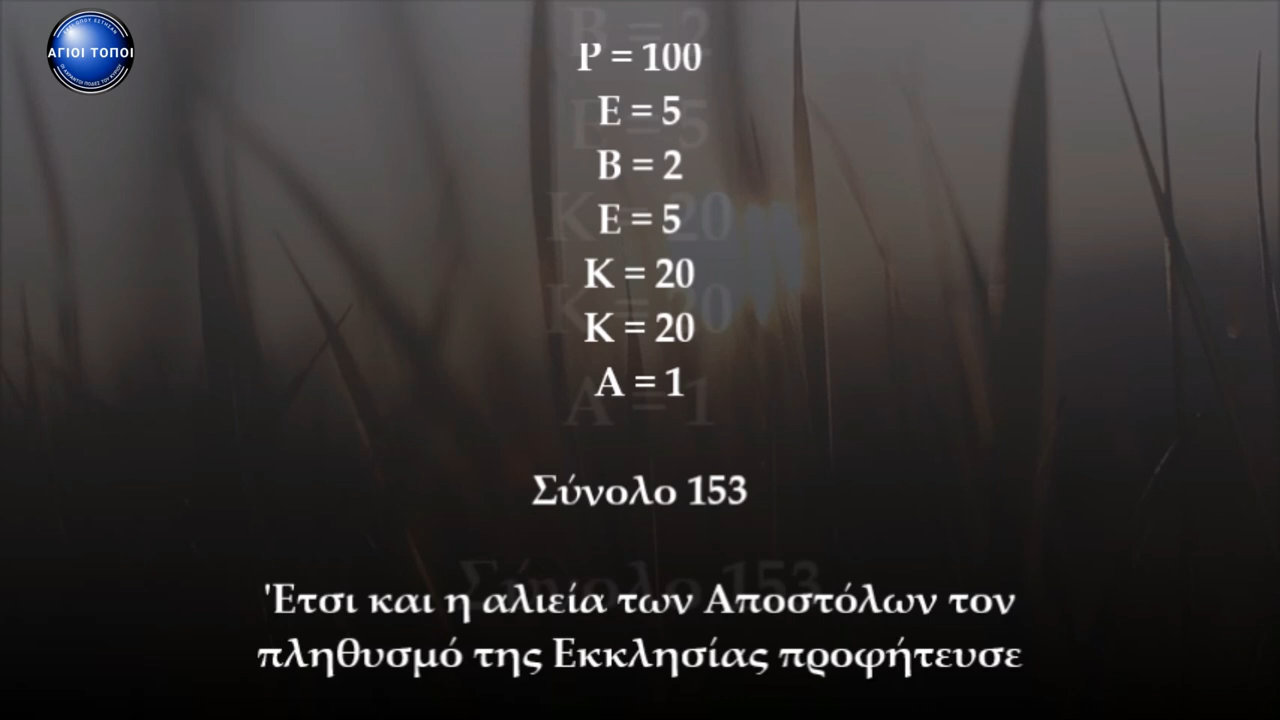 ΑΓΙΟΙ ΤΟΠΟΙ
Ρ = 100
Ε = 5
Β = 2
Ε = 5
Κ = 20
Κ = 20
Α = 1
Σύνολο 153
'Ετσι και η αλιεία των Αποστόλων τον
πληθυσμό της Εκκλησίας προφήτευσε